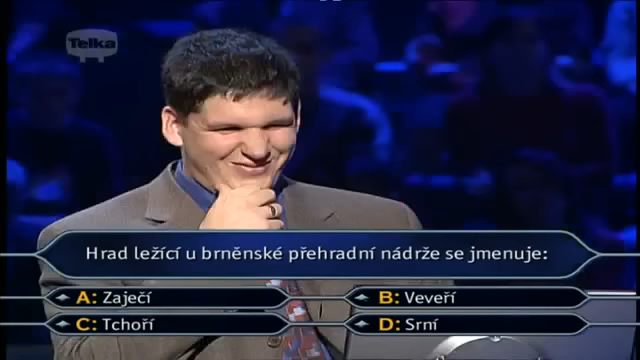 Telka
Hrad ležící u brněnské přehradní nádrže se jmenuje:
A: Zaječí
B: Veveří
C: Tchoří
D: Srní